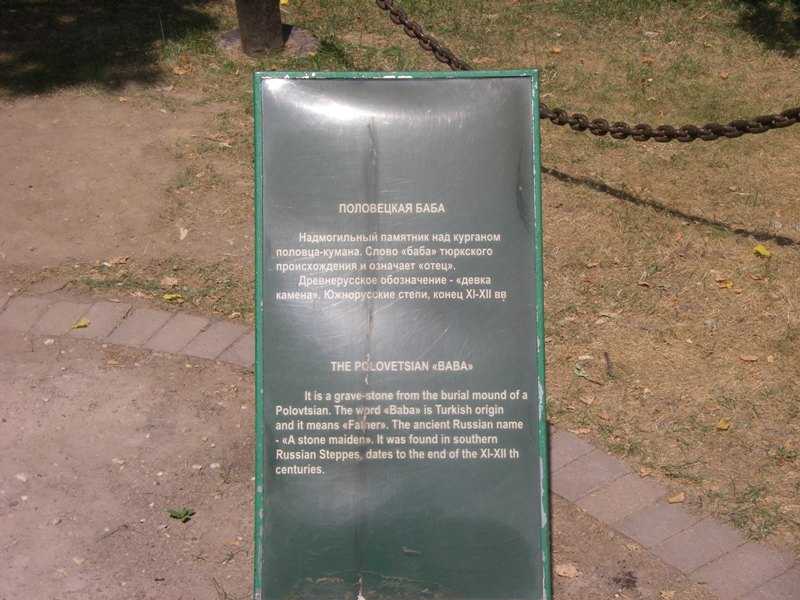 ПОЛОВЕЦКАЯ БАБА
Надмогильный памятник над курганом
половца-кумана. Слово «баба» тюркского
происхождения и означает «отец».
Древнерусское обозначение - «девка
камена». Южнорусские степи, конец XI-XII вв
THE POLOVETSIAN «BABA»
It is a grave-stone from the burial mound of a
Polovtsian. The word «Baba» is Turkish origin
and it means «Father». The ancient Russian name
- «A stone maiden». It was found in southern
Russian Steppes, dates to the end of the XI-XII th
centuries.